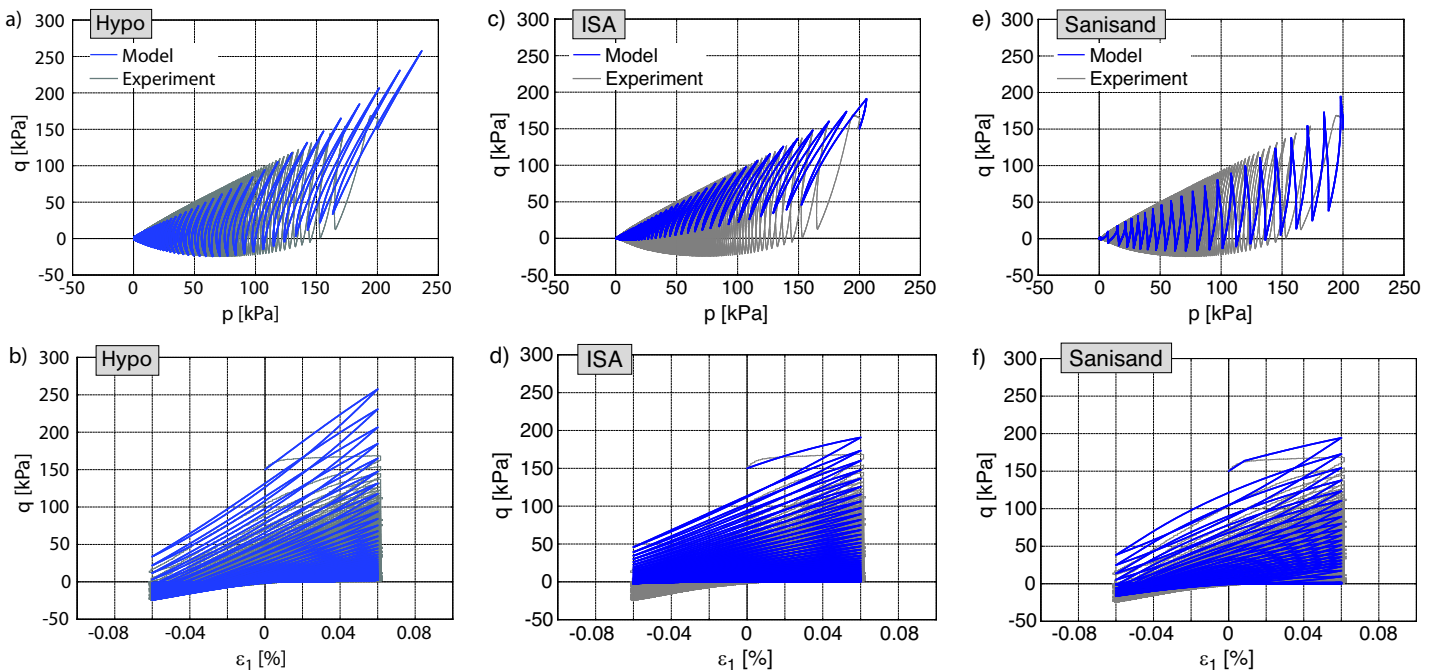 a)
Hypo
Model
Experiment
q [kPa]
300
250
200
150
100
50
0
-50
-50 0 50 100 150 200 250
p [kPa]
c)
ISA
Model
Experiment
q [kPa]
300
250
200
150
100
50
0
-50
-50 0 50 100 150 200 250
p [kPa]
e)
Sanisand
Model
Experiment
q [kPa]
300
250
200
150
100
50
0
-50
-50 0 50 100 150 200 250
p [kPa]
b)
Hypo
q [kPa]
300
250
200
150
100
50
0
-50
-0.08 -0.04 0 0.04 0.08
ε1 [%]
d)
ISA
q [kPa]
300
250
200
150
100
50
0
-50
-0.08 -0.04 0 0.04 0.08
ε1 [%]
f)
Sanisand
q [kPa]
300
250
200
150
100
50
0
-50
-0.08 -0.04 0 0.04 0.08
ε1 [%]